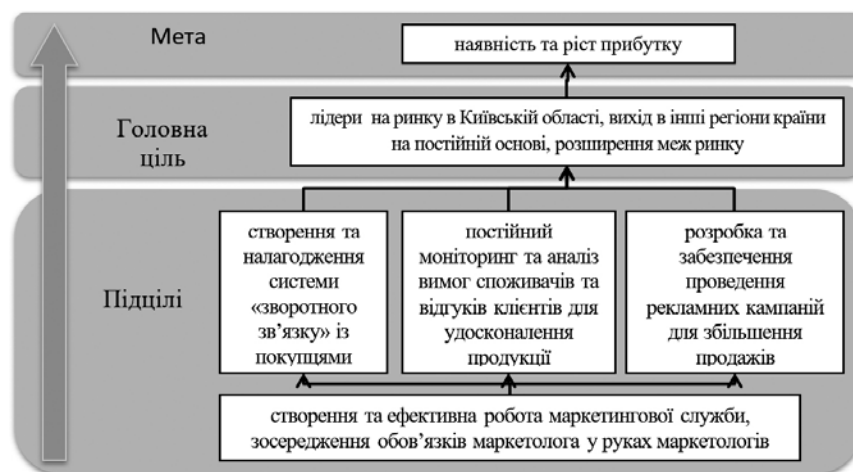 Мета
наявність та ріст прибутку
Головна
ціль
лідери на ринку в Київській області, вихід в інші регіони країни
на постійній основі, розширення меж ринку
Підцілі
створення та
налагодження
системи
«зворотного
зв’язку» із
покупцями
постійний
моніторинг та аналіз
вимог споживачів та
відгуків клієнтів для
удосконалення
продукції
розробка та
забезпечення
проведення
рекламних кампаній
для збільшення
продажів
створення та ефективна робота маркетингової служби,
зосередження обов’язків маркетолога у руках маркетологів